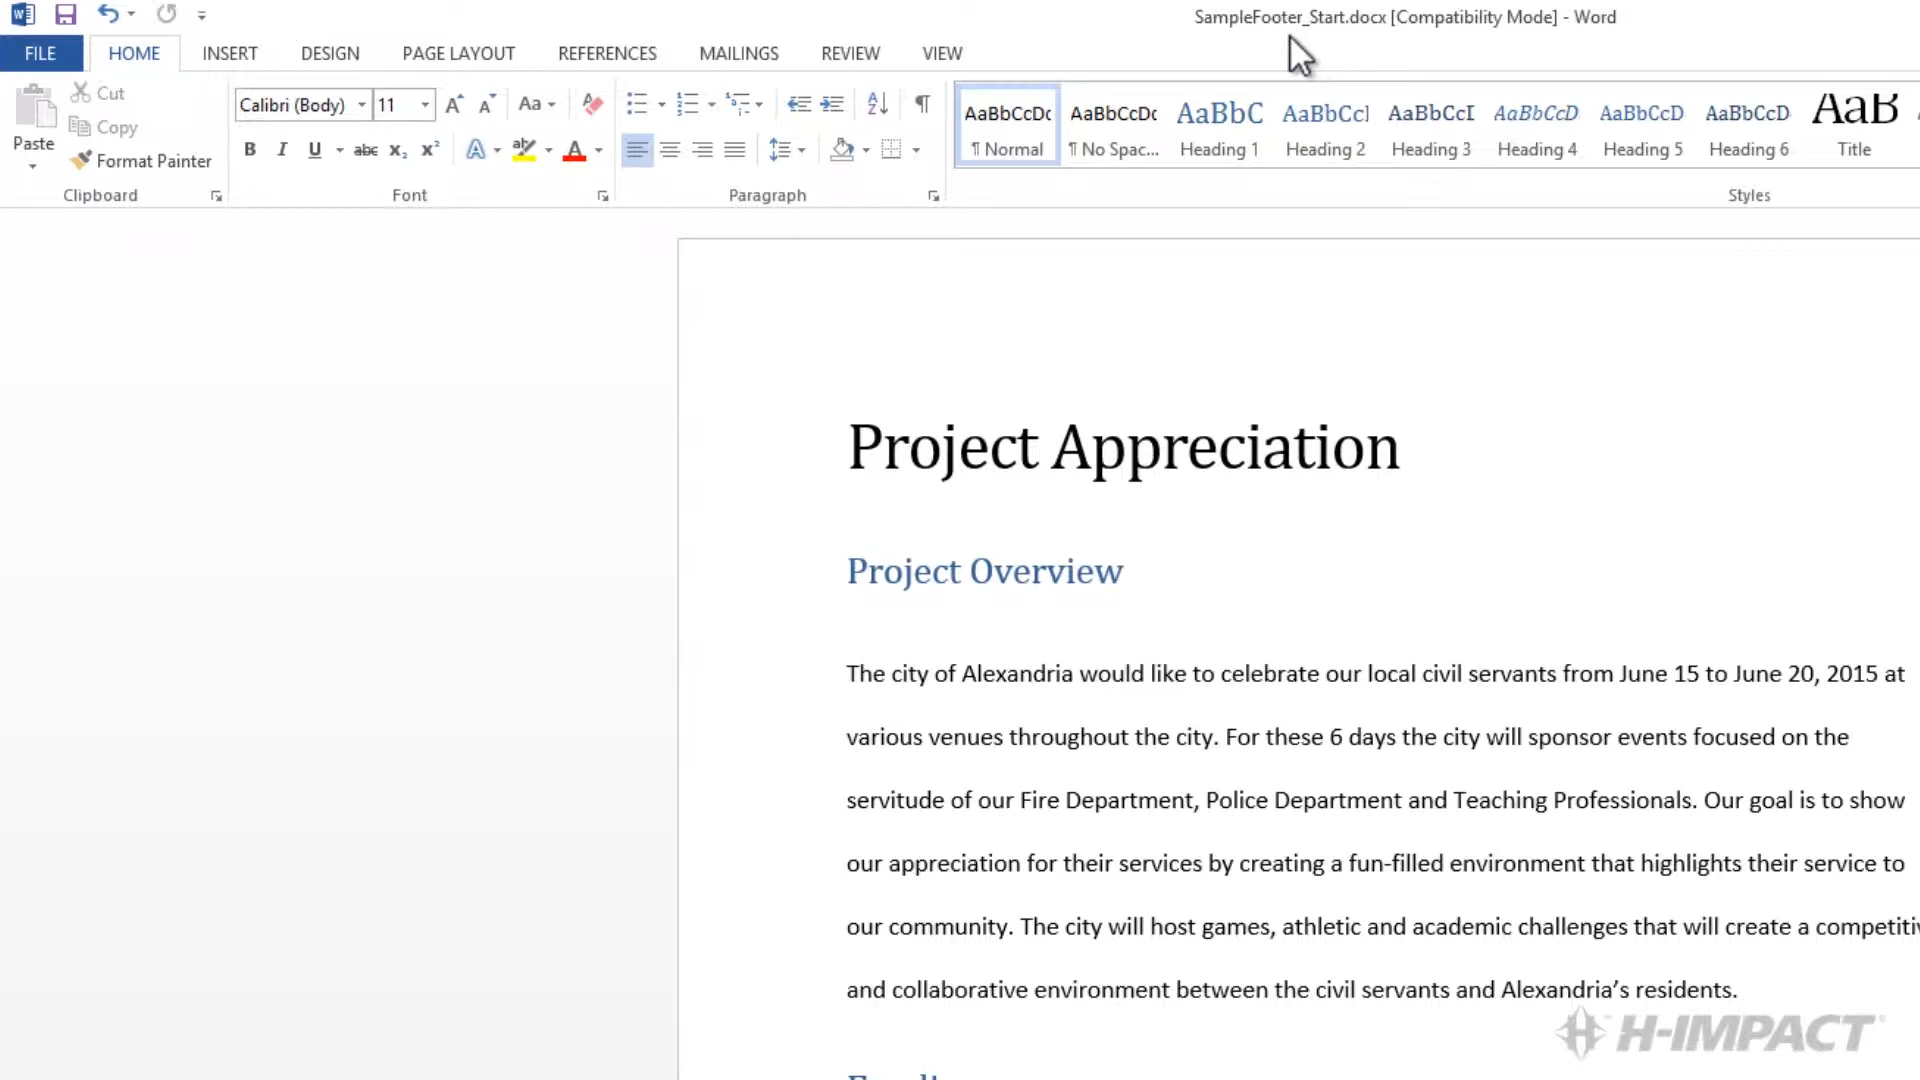 SampleFooter_Start.docx [Compatibility Mode] - Word
FILE HOME INSERT DESIGN PAGE LAYOUT REFERENCES MAILINGS REVIEW VIEW
Cut
Copy
Paste
Format Painter
Clipboard
Calibri (Body) 11 Aa
B I U abc x₂ x² A ab A
Font
Paragraph
AaBbCcDc AaBbCcDc AaBbC AaBbCcI AaBbCcI AaBbCcD AaBbCcD AaBbCcD AaB
¶ Normal ¶ No Spac... Heading 1 Heading 2 Heading 3 Heading 4 Heading 5 Heading 6 Title
Styles
Project Appreciation
Project Overview
The city of Alexandria would like to celebrate our local civil servants from June 15 to June 20, 2015 at
various venues throughout the city. For these 6 days the city will sponsor events focused on the
servitude of our Fire Department, Police Department and Teaching Professionals. Our goal is to show
our appreciation for their services by creating a fun-filled environment that highlights their service to
our community. The city will host games, athletic and academic challenges that will create a competitiv
and collaborative environment between the civil servants and Alexandria’s residents.
H-IMPACT